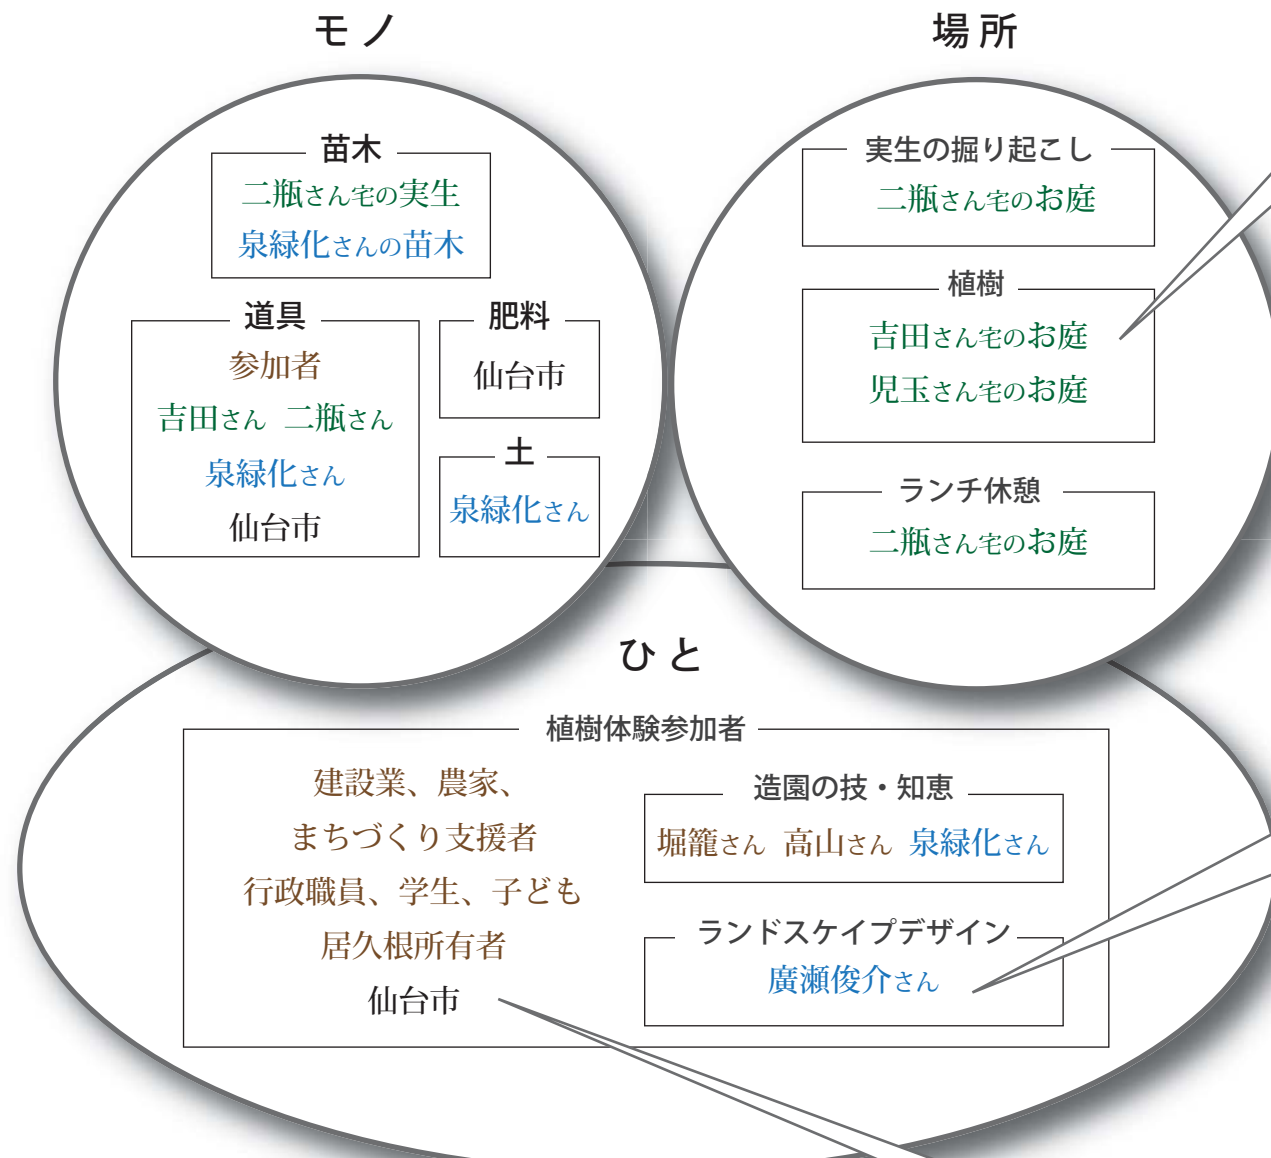 モノ
苗木
二瓶さん宅の実生
泉緑化さんの苗木
道具
参加者
吉田さん 二瓶さん
泉緑化さん
仙台市
肥料
仙台市
土
泉緑化さん
場所
実生の掘り起こし
二瓶さん宅のお庭
植樹
吉田さん宅のお庭
児玉さん宅のお庭
ランチ休憩
二瓶さん宅のお庭
ひと
植樹体験参加者
建設業、農家、
まちづくり支援者
行政職員、学生、子ども
居久根所有者
仙台市
造園の技・知恵
堀籠さん 高山さん 泉緑化さん
ランドスケイプデザイン
廣瀬俊介さん